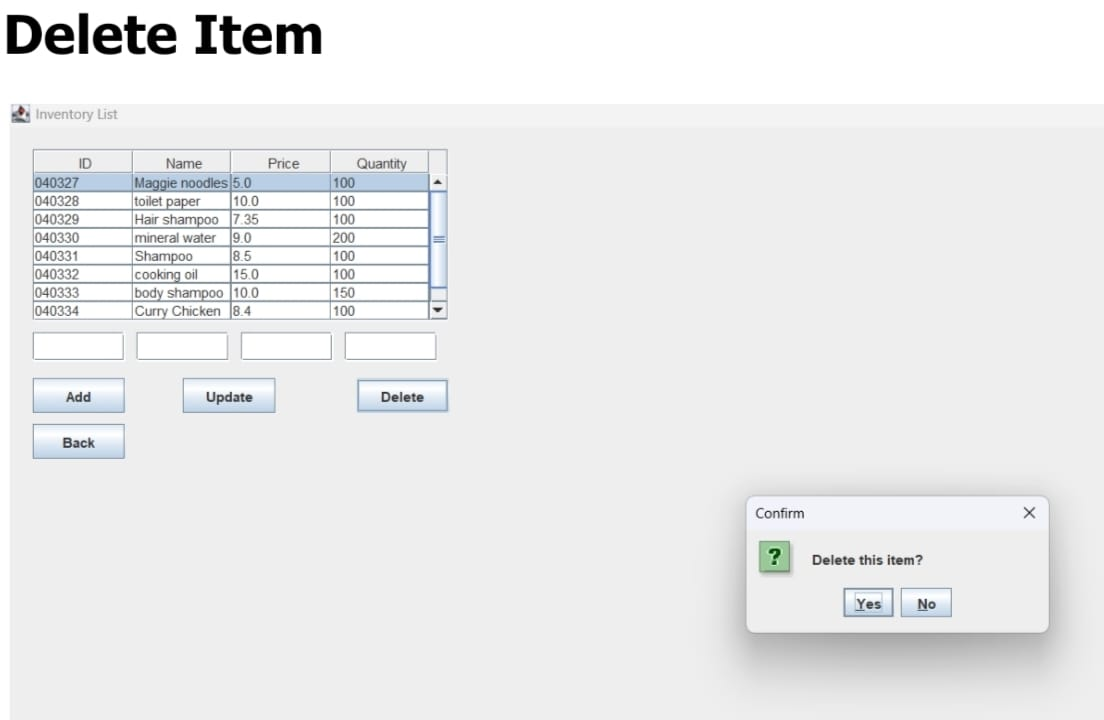 Delete Item
Inventory List
ID Name Price Quantity
040327 Maggie noodles 5.0 100
040328 toilet paper 10.0 100
040329 Hair shampoo 7.35 100
040330 mineral water 9.0 200
040331 Shampoo 8.5 100
040332 cooking oil 15.0 100
040333 body shampoo 10.0 150
040334 Curry Chicken 8.4 100
Add Update Delete
Back
Confirm
? Delete this item?
Yes No